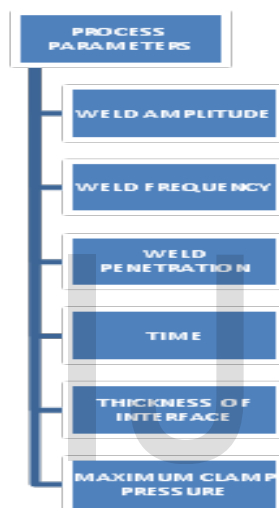 PROCESS
PARAMETERS
WELD AMPLITUDE
WELD FREQUENCY
WELD
PENETRATION
TIME
THICKNESS OF
INTERFACE
MAXIMUM CLAMP
PRESSURE